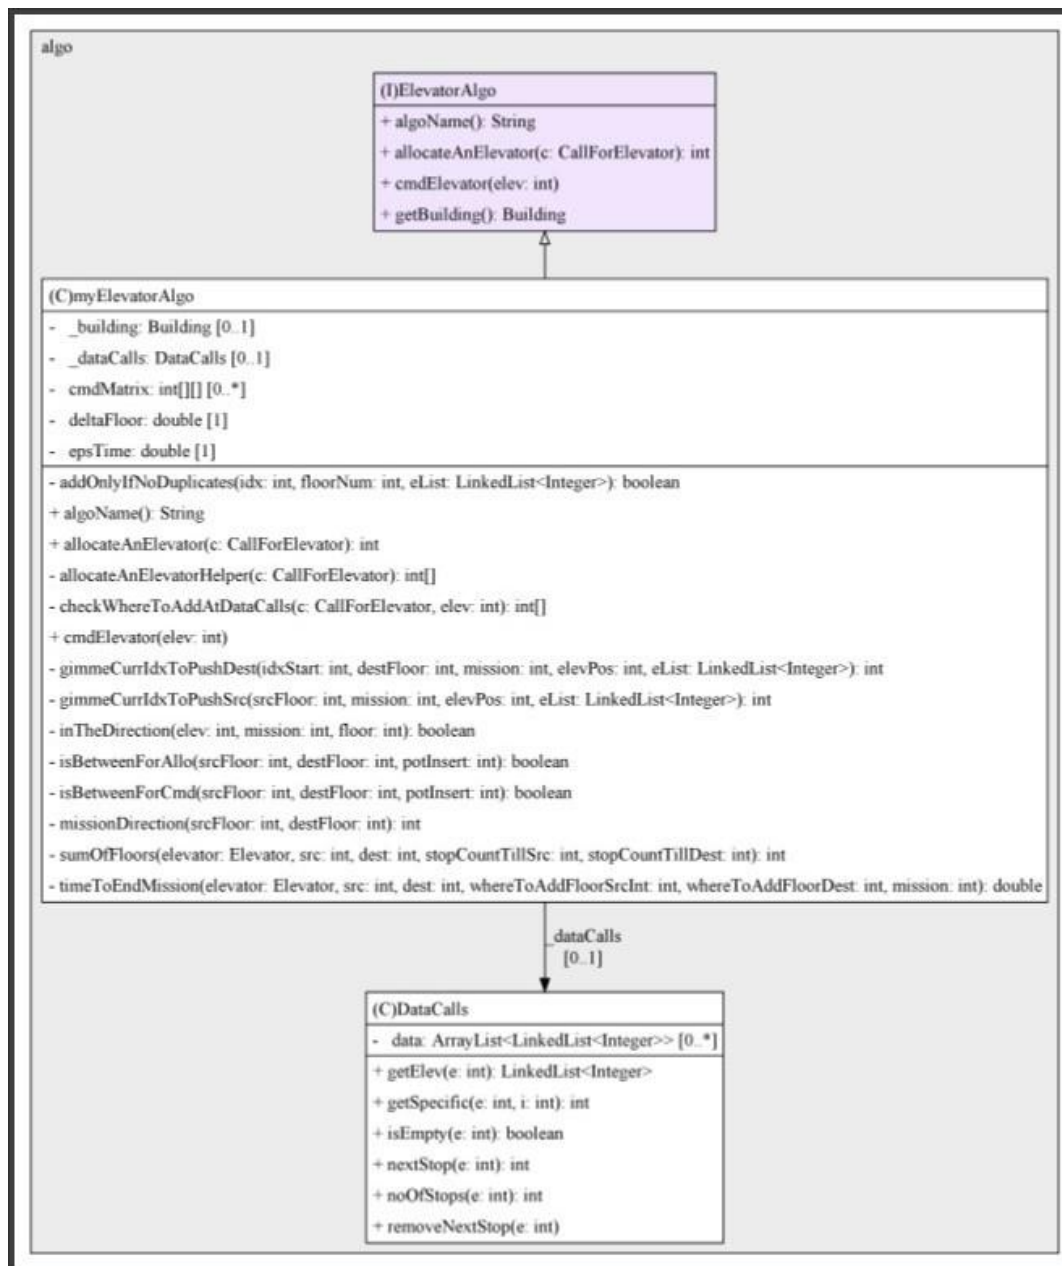 algo
(I)ElevatorAlgo
+ algoName(): String
+ allocateAnElevator(c: CallForElevator): int
+ cmdElevator(elev: int)
+ getBuilding(): Building
(C)myElevatorAlgo
- _building: Building [0..1]
- _dataCalls: DataCalls [0..1]
- cmdMatrix: int[][] [0..*]
- deltaFloor: double [1]
- epsTime: double [1]
- addOnlyIfNoDuplicates(idx: int, floorNum: int, eList: LinkedList<Integer>): boolean
+ algoName(): String
+ allocateAnElevator(c: CallForElevator): int
- allocateAnElevatorHelper(c: CallForElevator): int[]
- checkWhereToAddAtDataCalls(c: CallForElevator, elev: int): int[]
+ cmdElevator(elev: int)
- gimmeCurrIdxToPushDest(idxStart: int, destFloor: int, mission: int, elevPos: int, eList: LinkedList<Integer>): int
- gimmeCurrIdxToPushSrc(srcFloor: int, mission: int, elevPos: int, eList: LinkedList<Integer>): int
- inTheDirection(elev: int, mission: int, floor: int): boolean
- isBetweenForAllo(srcFloor: int, destFloor: int, potInsert: int): boolean
- isBetweenForCmd(srcFloor: int, destFloor: int, potInsert: int): boolean
- missionDirection(srcFloor: int, destFloor: int): int
- sumOfFloors(elevator: Elevator, src: int, dest: int, stopCountTillSrc: int, stopCountTillDest: int): int
- timeToEndMission(elevator: Elevator, src: int, dest: int, whereToAddFloorSrcInt: int, whereToAddFloorDest: int, mission: int): double
_dataCalls
[0..1]
(C)DataCalls
- data: ArrayList<LinkedList<Integer>> [0..*]
+ getElev(e: int): LinkedList<Integer>
+ getSpecific(e: int, i: int): int
+ isEmpty(e: int): boolean
+ nextStop(e: int): int
+ noOfStops(e: int): int
+ removeNextStop(e: int)